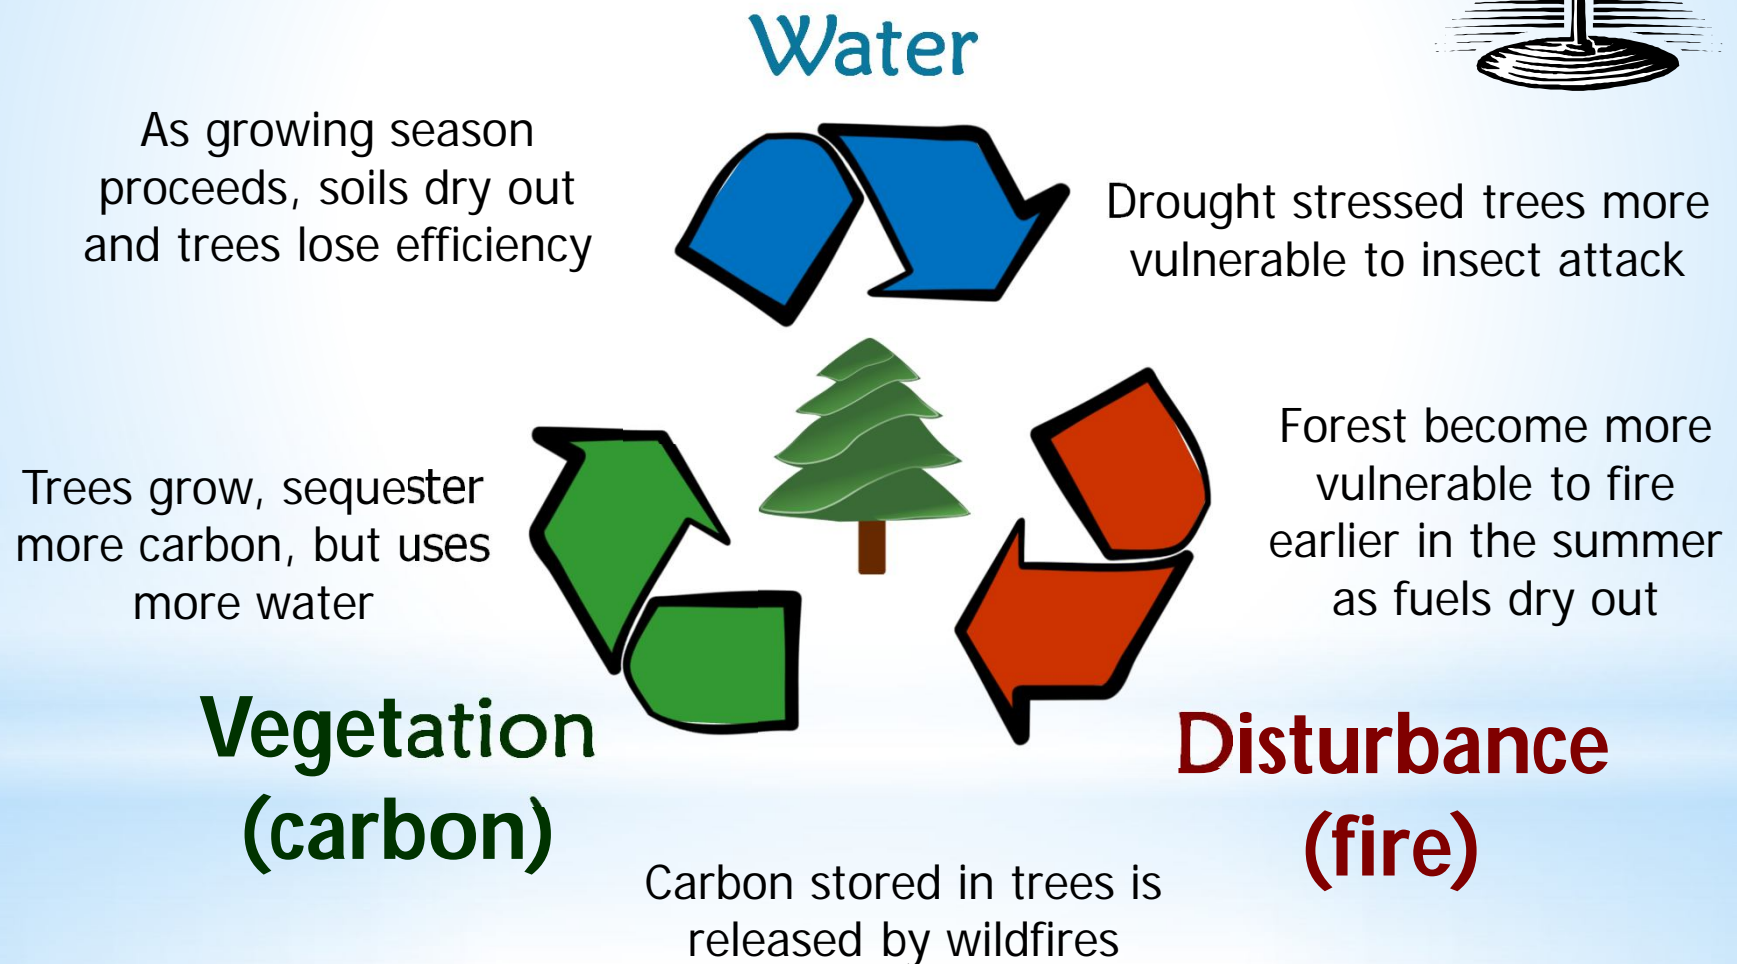 Water
As growing season
proceeds, soils dry out
and trees lose efficiency
Drought stressed trees more
vulnerable to insect attack
Forest become more
vulnerable to fire
earlier in the summer
as fuels dry out
Trees grow, sequester
more carbon, but uses
more water
Vegetation
(carbon)
Disturbance
(fire)
Carbon stored in trees is
released by wildfires